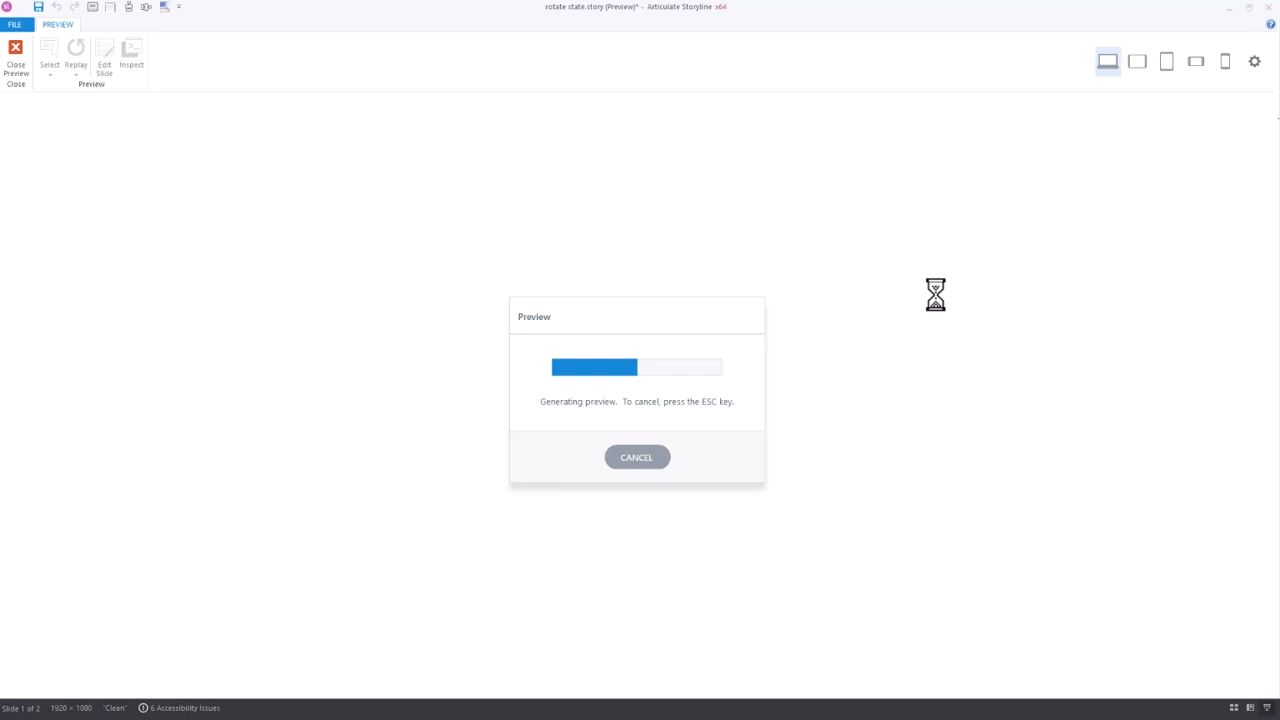 rotate state.story (Preview)* - Articulate Storyline x64
FILE PREVIEW
Close Preview
Select
Replay
Edit Slide
Inspect
Close
Preview
Preview
Generating preview. To cancel, press the ESC key.
CANCEL
Slide 1 of 2 1920 × 1080 "Clean" 6 Accessibility Issues